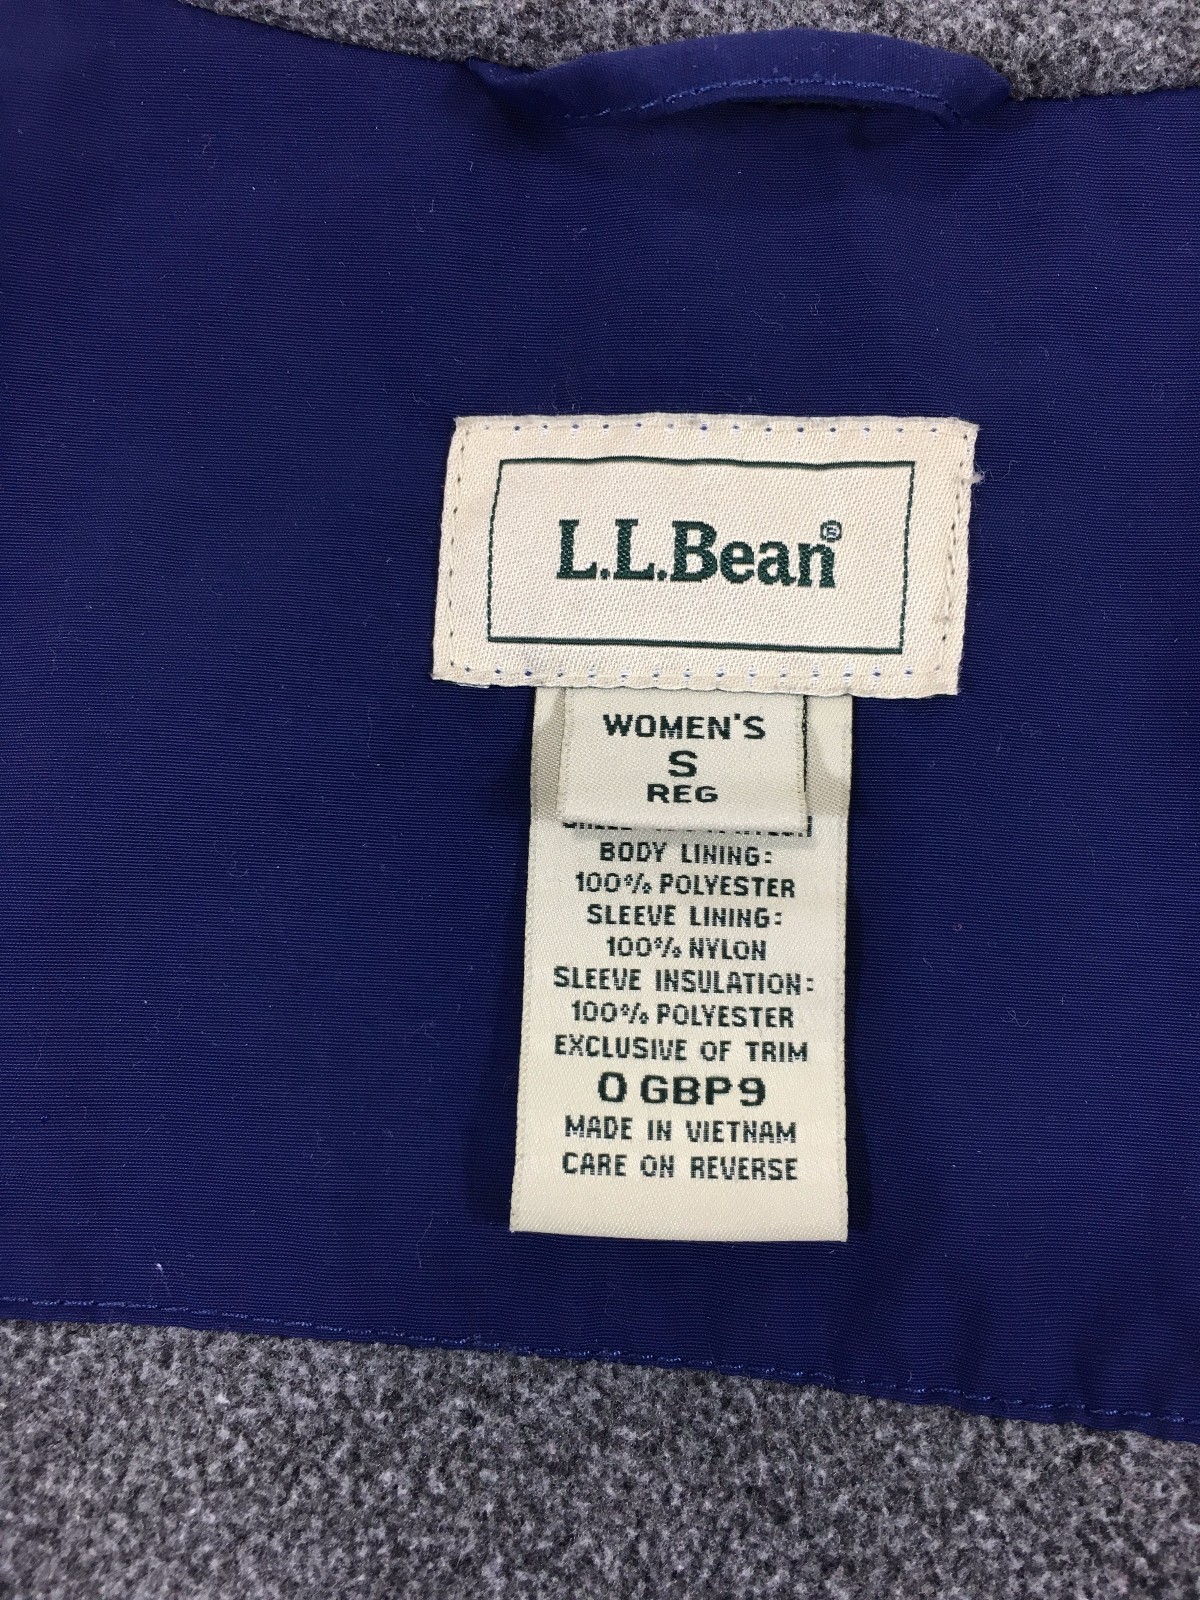 L.L.Bean®
WOMEN'S
S
REG
BODY LINING:
100% POLYESTER
SLEEVE LINING:
100% NYLON
SLEEVE INSULATION:
100% POLYESTER
EXCLUSIVE OF TRIM
0 GBP9
MADE IN VIETNAM
CARE ON REVERSE